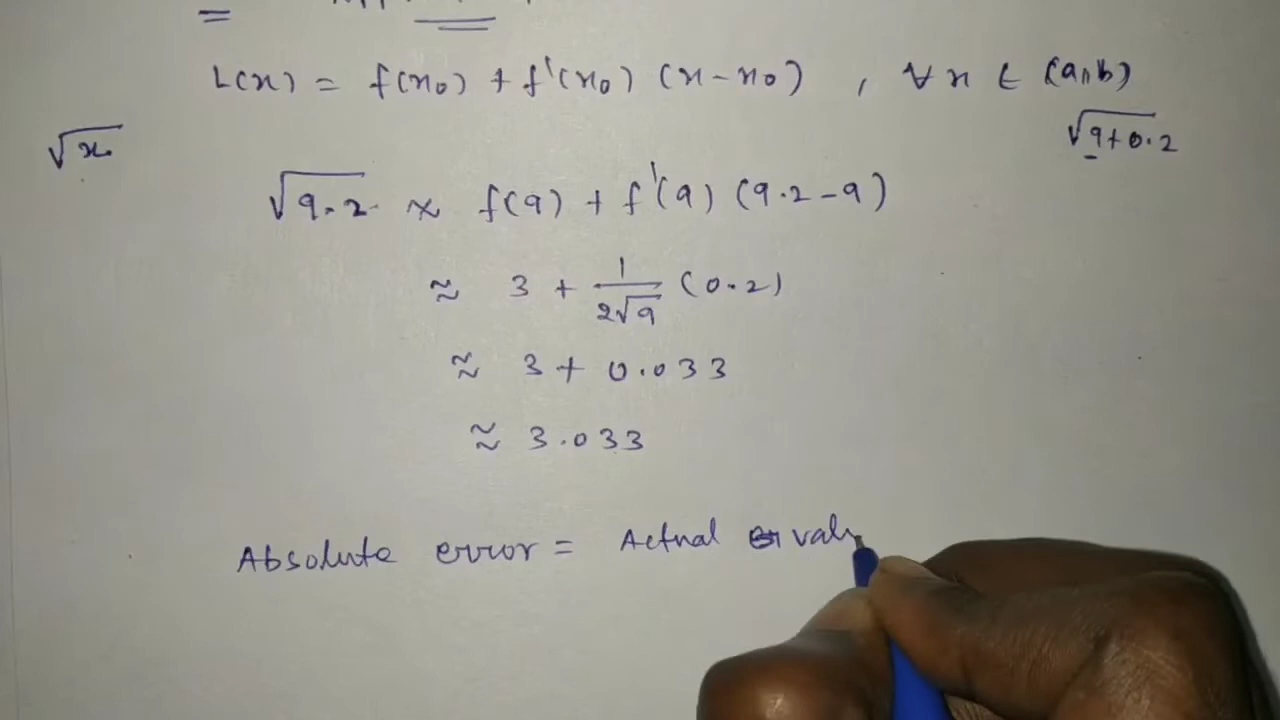 L(x) = f(x₀) + f'(x₀) (x - x₀) , ∀ x ∈ (a, b)
√x
√9+0.2
√9.2 ≈ f(9) + f'(9) (9.2 - 9)
≈ 3 + 1/2√9 (0.2)
≈ 3 + 0.033
≈ 3.033
Absolute error = Actual valu